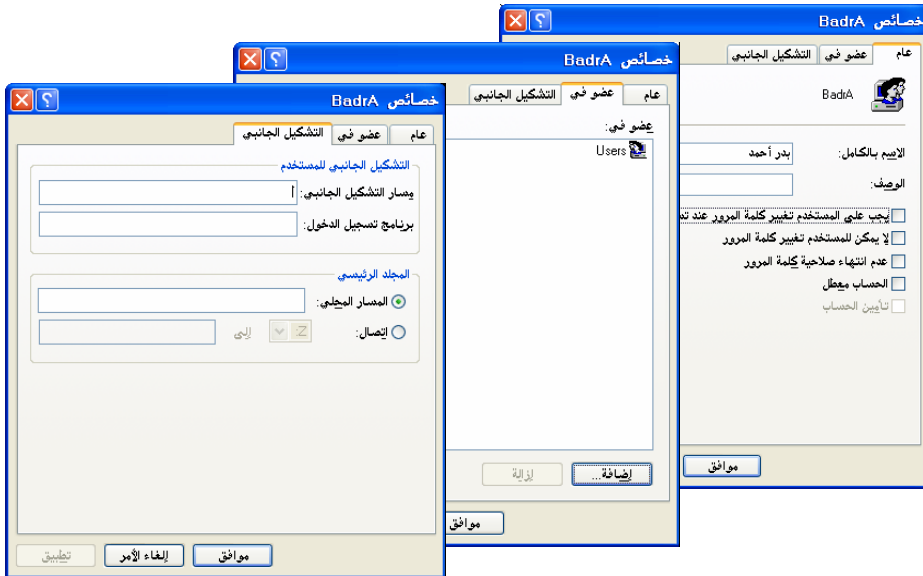 خصائص BadrA
عام
عضو في
التشكيل الجانبي
BadrA
الاسم بالكامل:
بدر أحمد
الوصف:
يجب على المستخدم تغيير كلمة المرور عند
لا يمكن للمستخدم تغيير كلمة المرور
عدم انتهاء صلاحية كلمة المرور
الحساب معطل
تأمين الحساب
موافق
خصائص BadrA
عام
عضو في
التشكيل الجانبي
عضو في:
Users
إضافة...
إزالة
موافق
خصائص BadrA
عام
عضو في
التشكيل الجانبي
التشكيل الجانبي للمستخدم
مسار التشكيل الجانبي:
برنامج تسجيل الدخول:
المجلد الرئيسي
المسار المحلي:
اتصال:
Z:
إلى
موافق
إلغاء الأمر
تطبيق